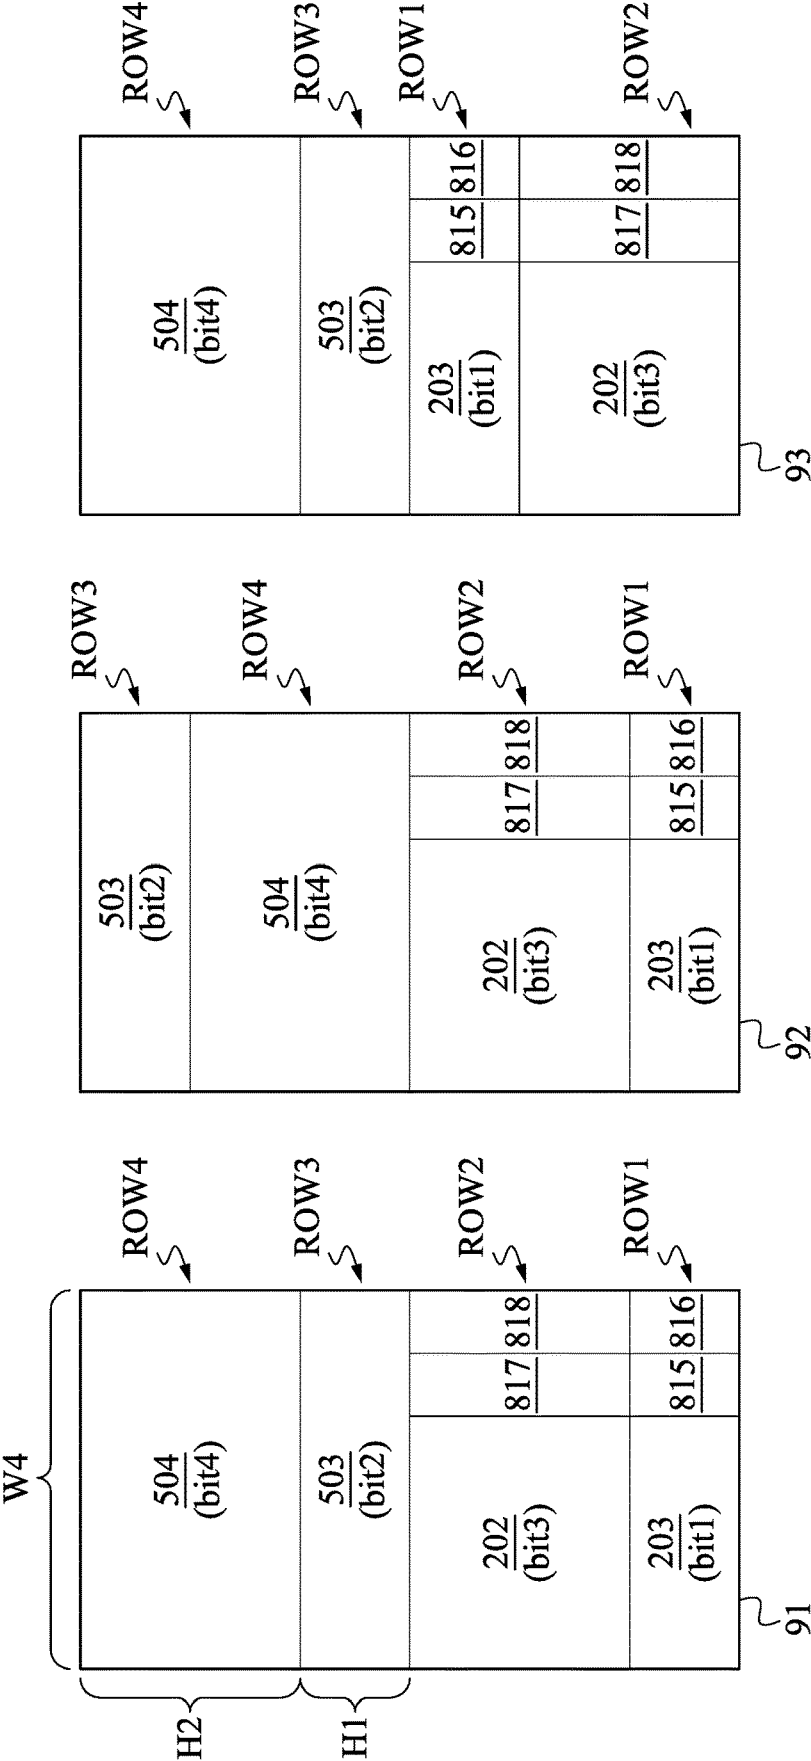 W4
H2
504
(bit4)
ROW4
H1
503
(bit2)
ROW3
202
(bit3)
817
818
ROW2
203
(bit1)
815
816
ROW1
91
503
(bit2)
ROW3
504
(bit4)
ROW4
202
(bit3)
817
818
ROW2
203
(bit1)
815
816
ROW1
92
504
(bit4)
ROW4
503
(bit2)
ROW3
203
(bit1)
815
816
ROW1
202
(bit3)
817
818
ROW2
93